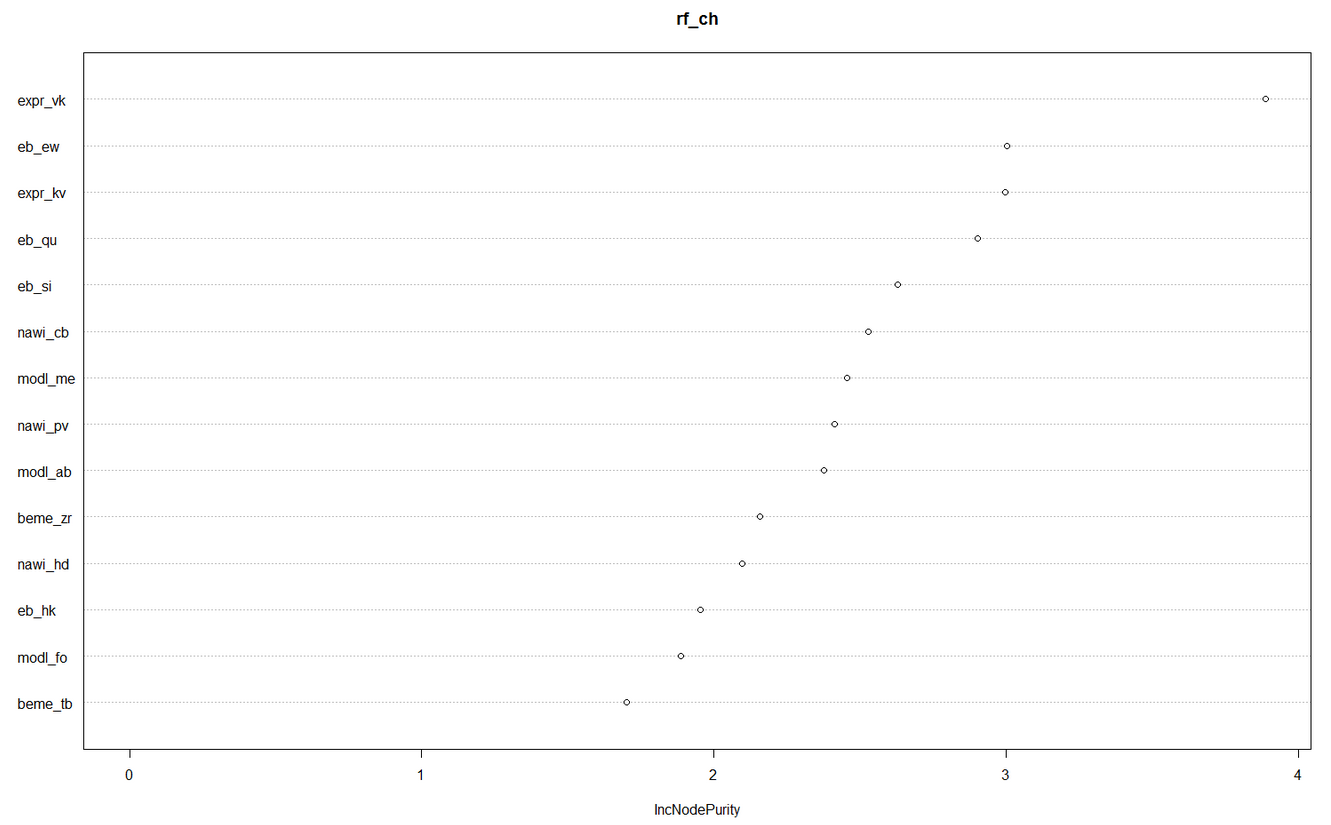 rf_ch
expr_vk
eb_ew
expr_kv
eb_qu
eb_si
nawi_cb
modl_me
nawi_pv
modl_ab
beme_zr
nawi_hd
eb_hk
modl_fo
beme_tb
0 1 2 3 4
IncNodePurity